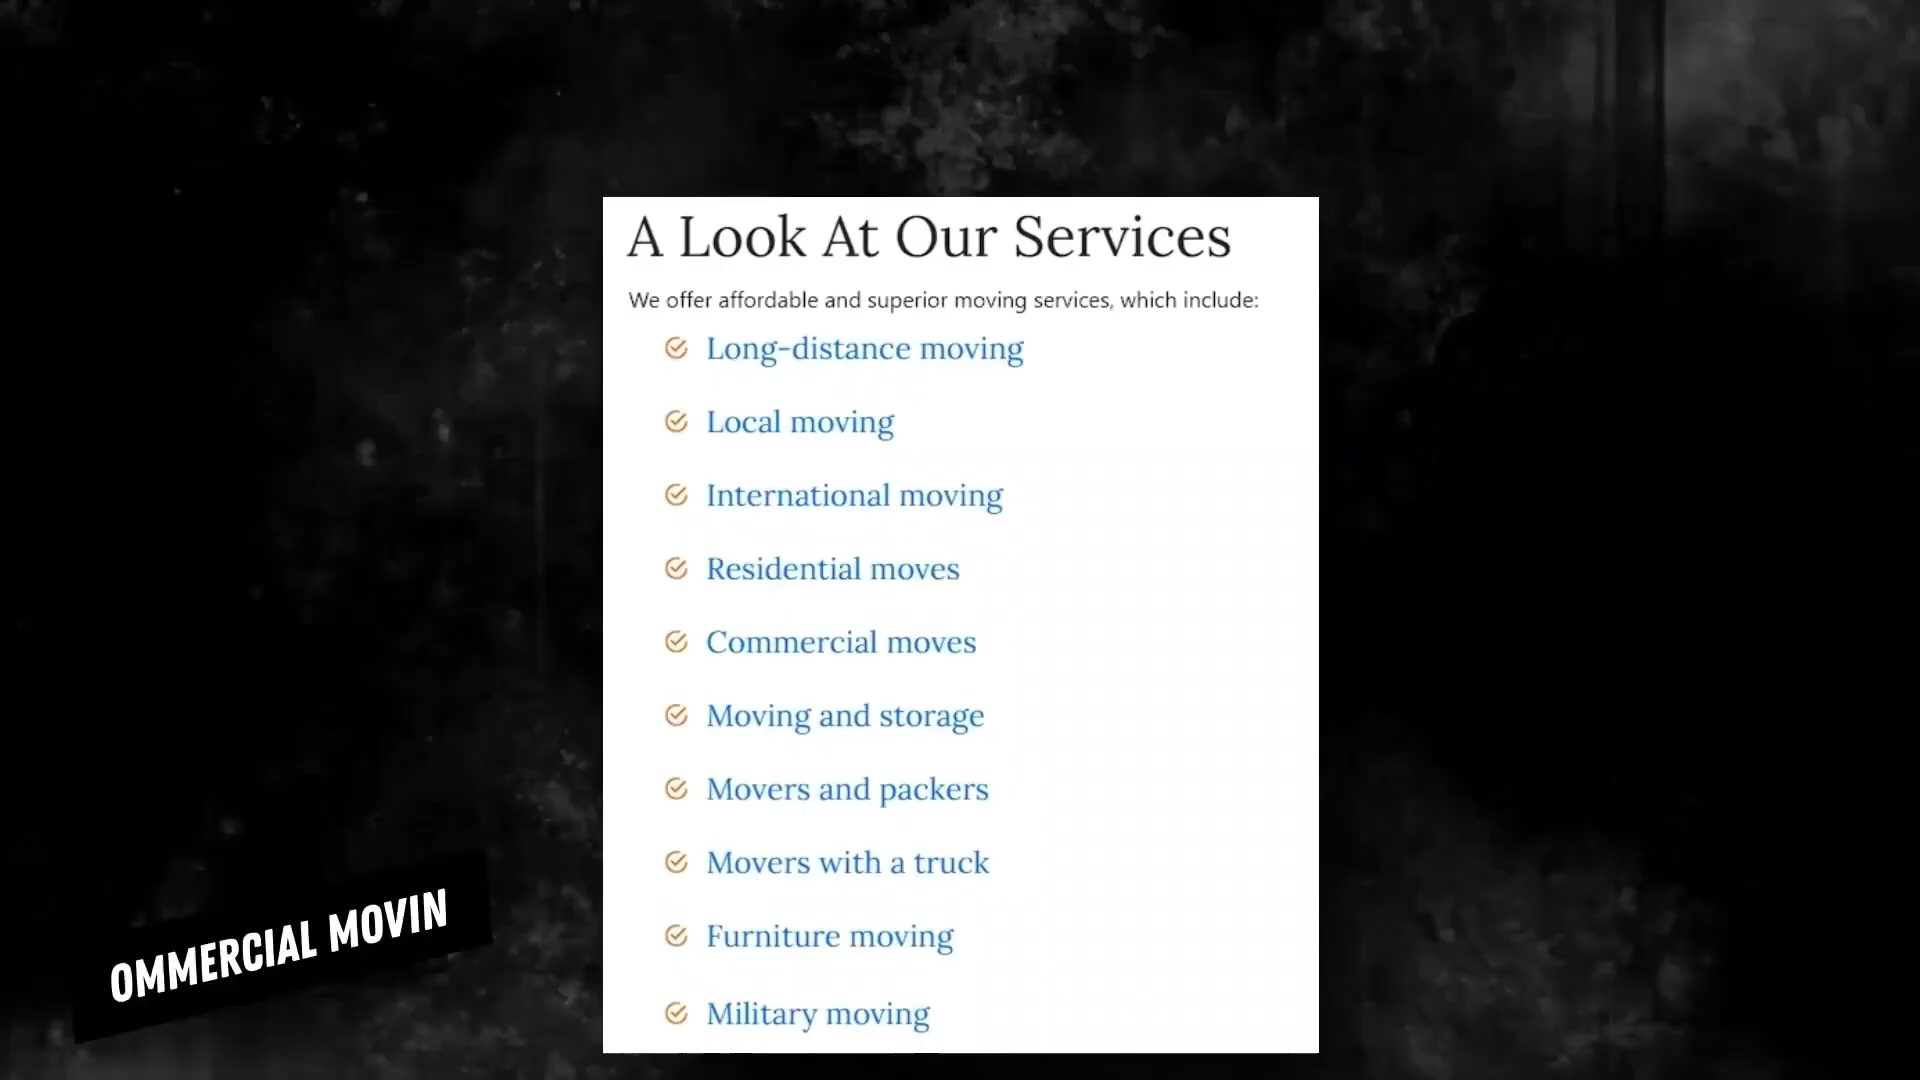 A Look At Our Services
We offer affordable and superior moving services, which include:
Long-distance moving
Local moving
International moving
Residential moves
Commercial moves
Moving and storage
Movers and packers
Movers with a truck
Furniture moving
Military moving
OMMERCIAL MOVIN